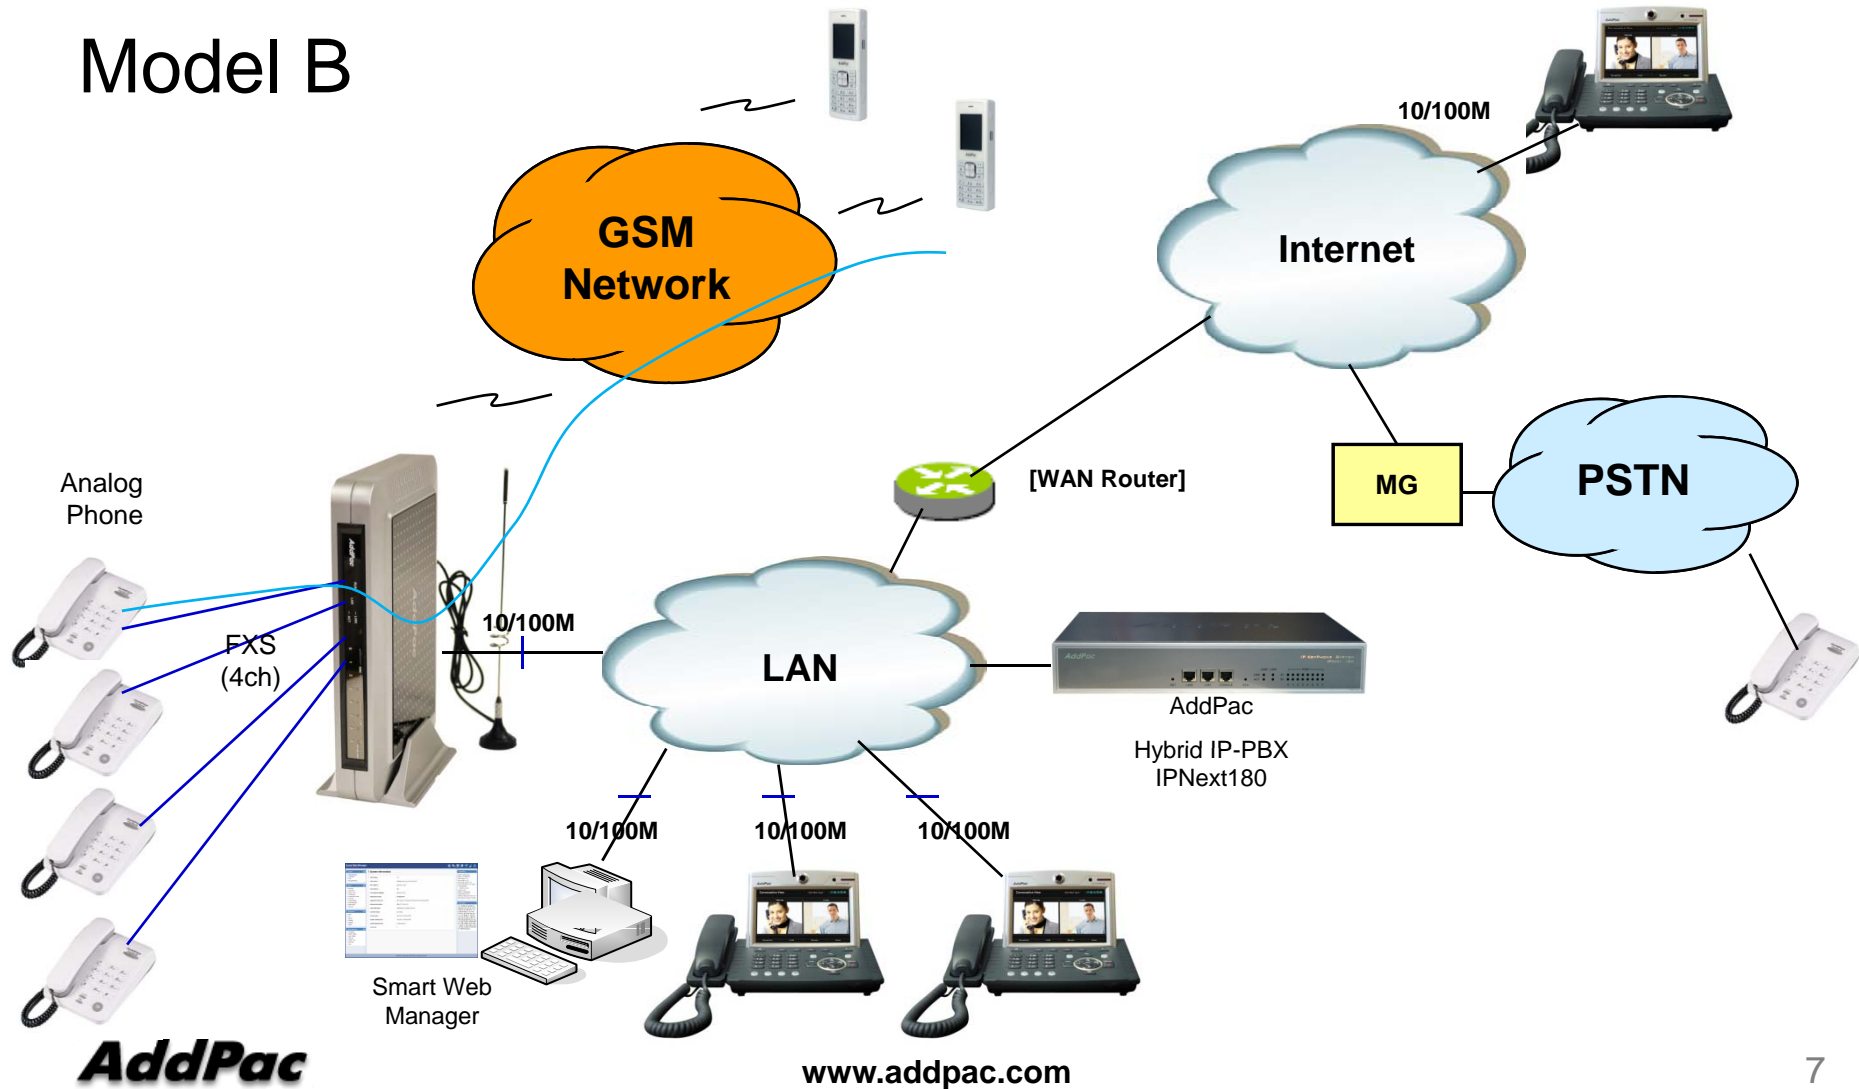 Model B
10/100M
GSM
Network
Internet
Analog
Phone
[WAN Router]
MG
PSTN
FXS
(4ch)
10/100M
LAN
AddPac
AddPac
Hybrid IP-PBX
IPNext180
10/100M
10/100M
10/100M
Smart Web
Manager
AddPac
www.addpac.com
7